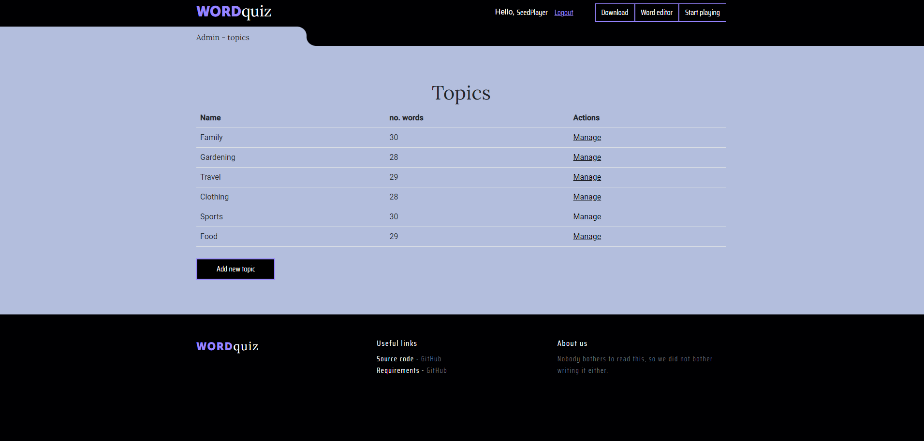 WORDquiz
Hello, SeedPlayer Logout
Download Word editor Start playing
Admin - topics
Topics
Name no. words Actions
Family 30 Manage
Gardening 28 Manage
Travel 29 Manage
Clothing 28 Manage
Sports 30 Manage
Food 29 Manage
Add new topic
WORDquiz
Useful links
Source code - GitHub
Requirements - GitHub
About us
Nobody bothers to read this, so we did not bother
writing it either.